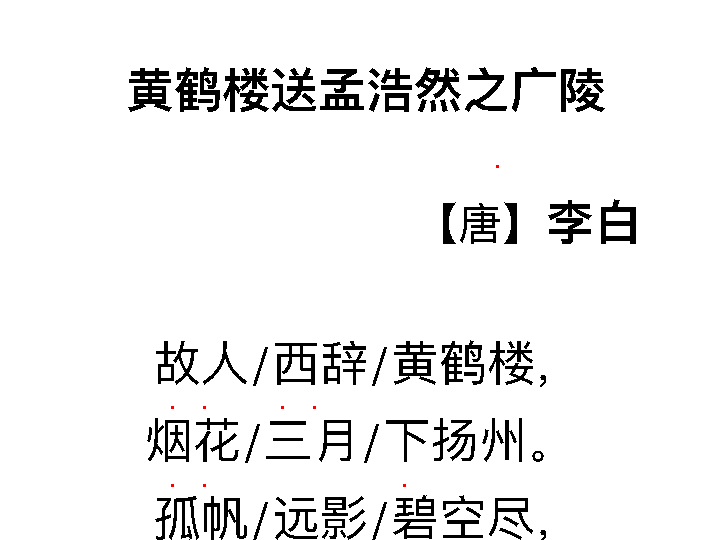 黄鹤楼送孟浩然之广陵
【唐】李白
故人/西辞/黄鹤楼，
烟花/三月/下扬州。
孤帆/远影/碧空尽，